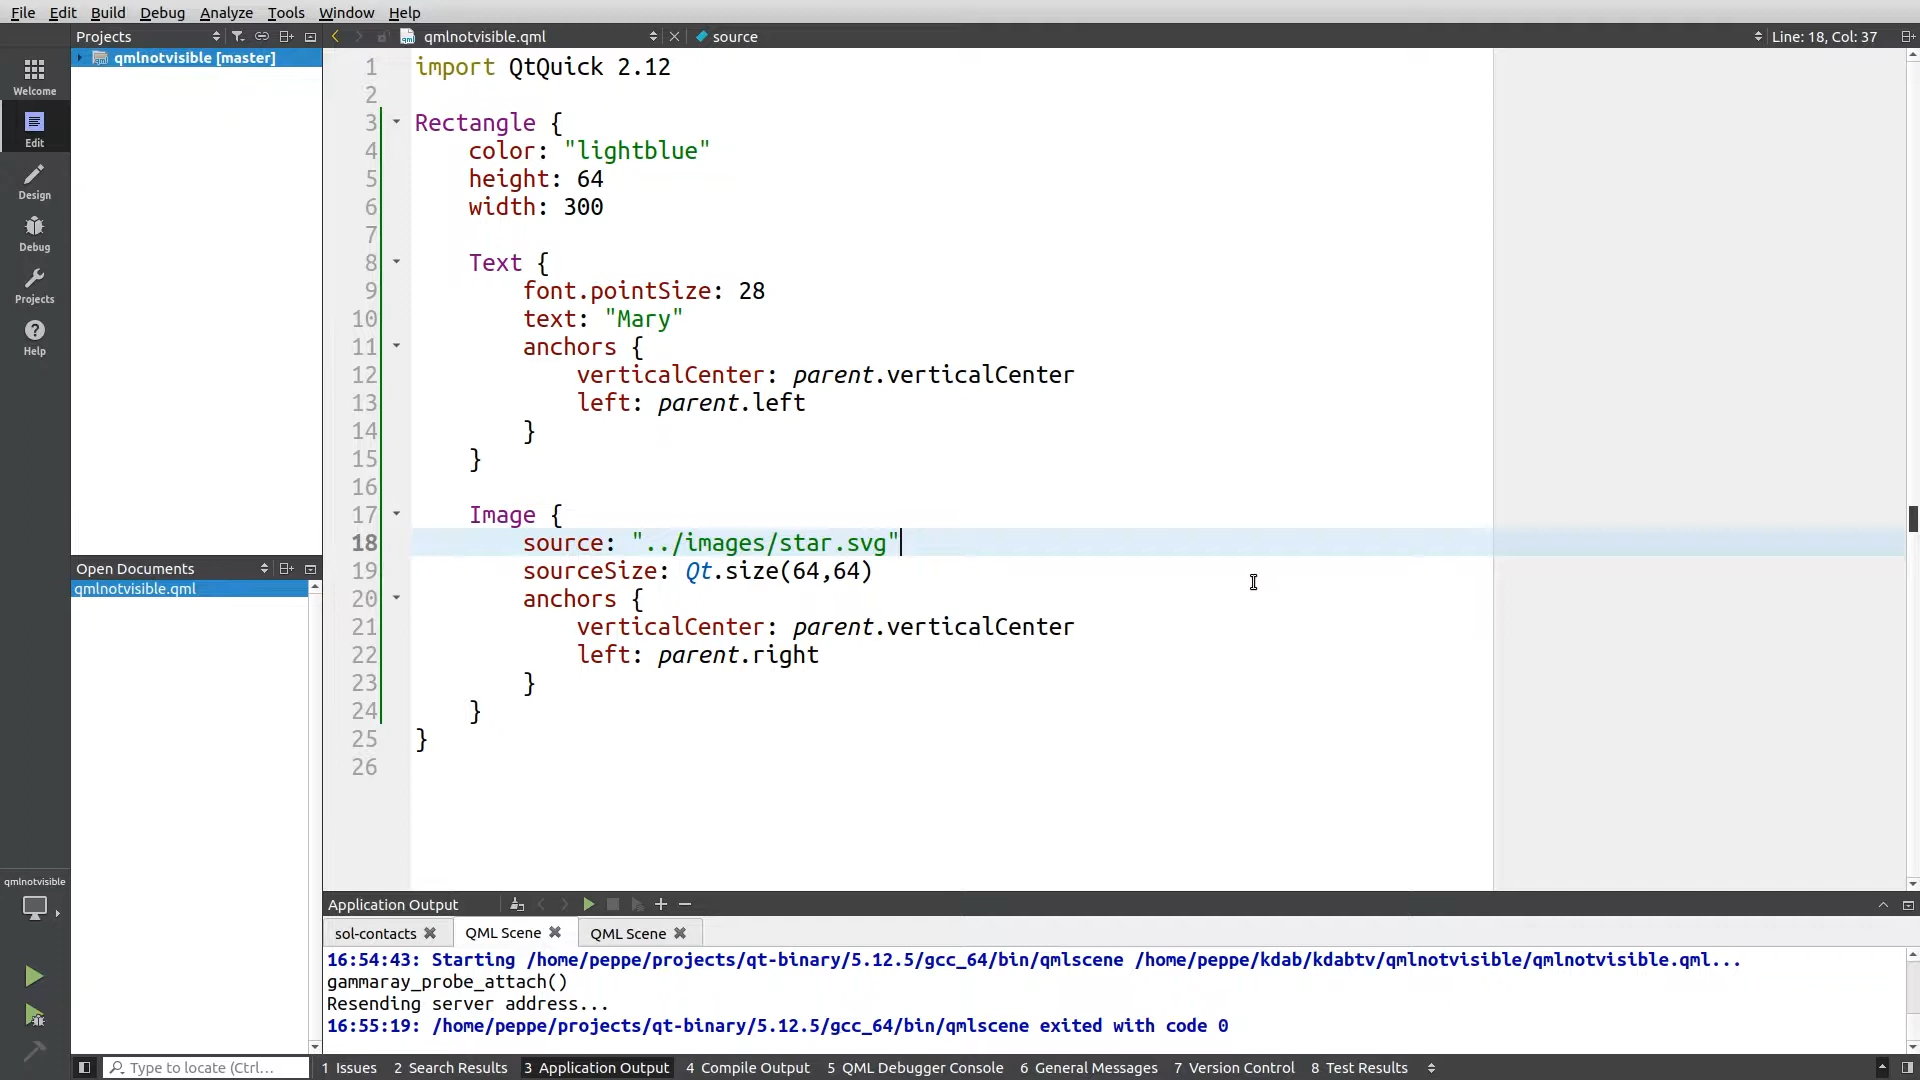 File Edit Build Debug Analyze Tools Window Help
Projects
qmlnotvisible.qml
source
Line: 18, Col: 37
qmlnotvisible [master]
Welcome
Edit
Design
Debug
Projects
Help
1 import QtQuick 2.12
2
3 Rectangle {
4 color: "lightblue"
5 height: 64
6 width: 300
7
8 Text {
9 font.pointSize: 28
10 text: "Mary"
11 anchors {
12 verticalCenter: parent.verticalCenter
13 left: parent.left
14 }
15 }
16
17 Image {
18 source: "../images/star.svg"
19 sourceSize: Qt.size(64,64)
20 anchors {
21 verticalCenter: parent.verticalCenter
22 left: parent.right
23 }
24 }
25 }
26
Open Documents
qmlnotvisible.qml
qmlnotvisible
Application Output
sol-contacts QML Scene QML Scene
16:54:43: Starting /home/peppe/projects/qt-binary/5.12.5/gcc_64/bin/qmlscene /home/peppe/kdab/kdabtv/qmlnotvisible/qmlnotvisible.qml...
gammaray_probe_attach()
Resending server address...
16:55:19: /home/peppe/projects/qt-binary/5.12.5/gcc_64/bin/qmlscene exited with code 0
Type to locate (Ctrl...
1 Issues 2 Search Results 3 Application Output 4 Compile Output 5 QML Debugger Console 6 General Messages 7 Version Control 8 Test Results